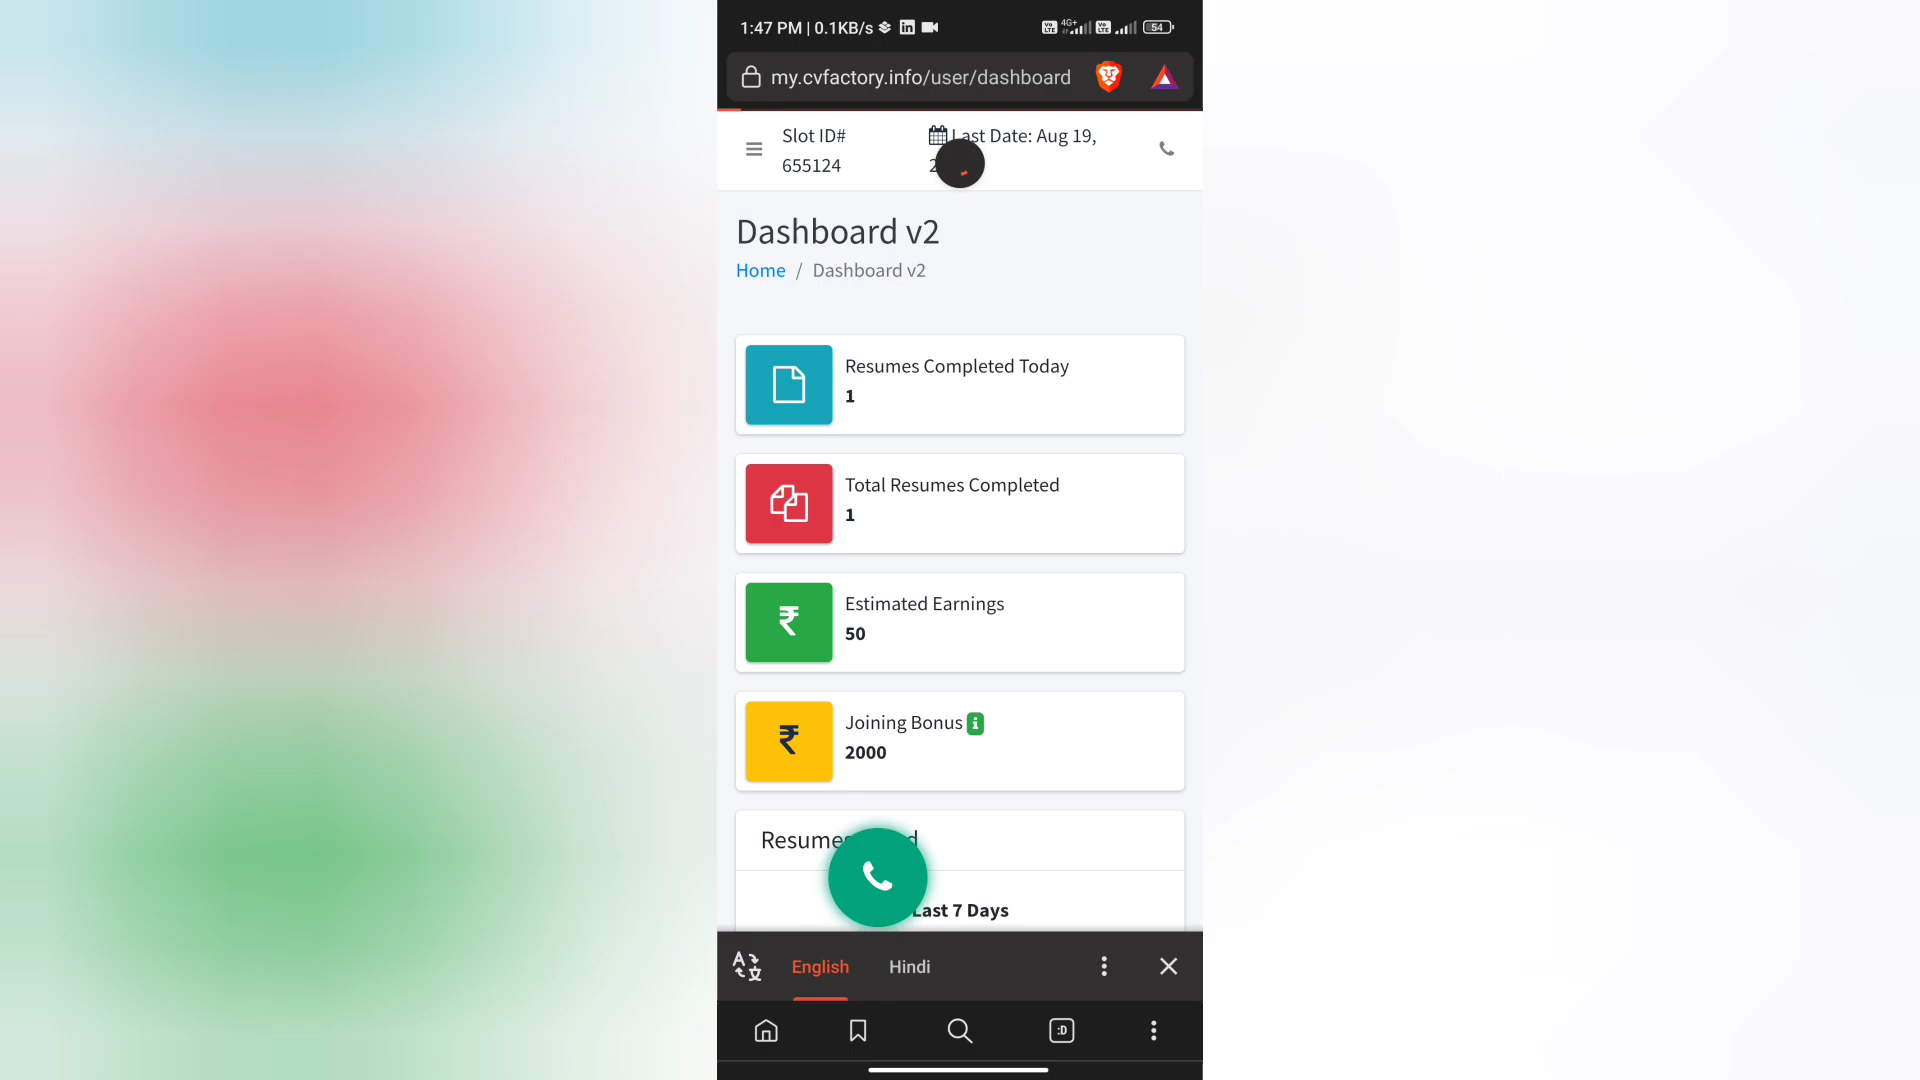 1:47 PM | 0.1KB/s
4G+
54
my.cvfactory.info/user/dashboard
Slot ID#
655124
Last Date: Aug 19,
Dashboard v2
Home / Dashboard v2
Resumes Completed Today
1
Total Resumes Completed
1
Estimated Earnings
50
Joining Bonus
2000
Last 7 Days
English
Hindi
:D